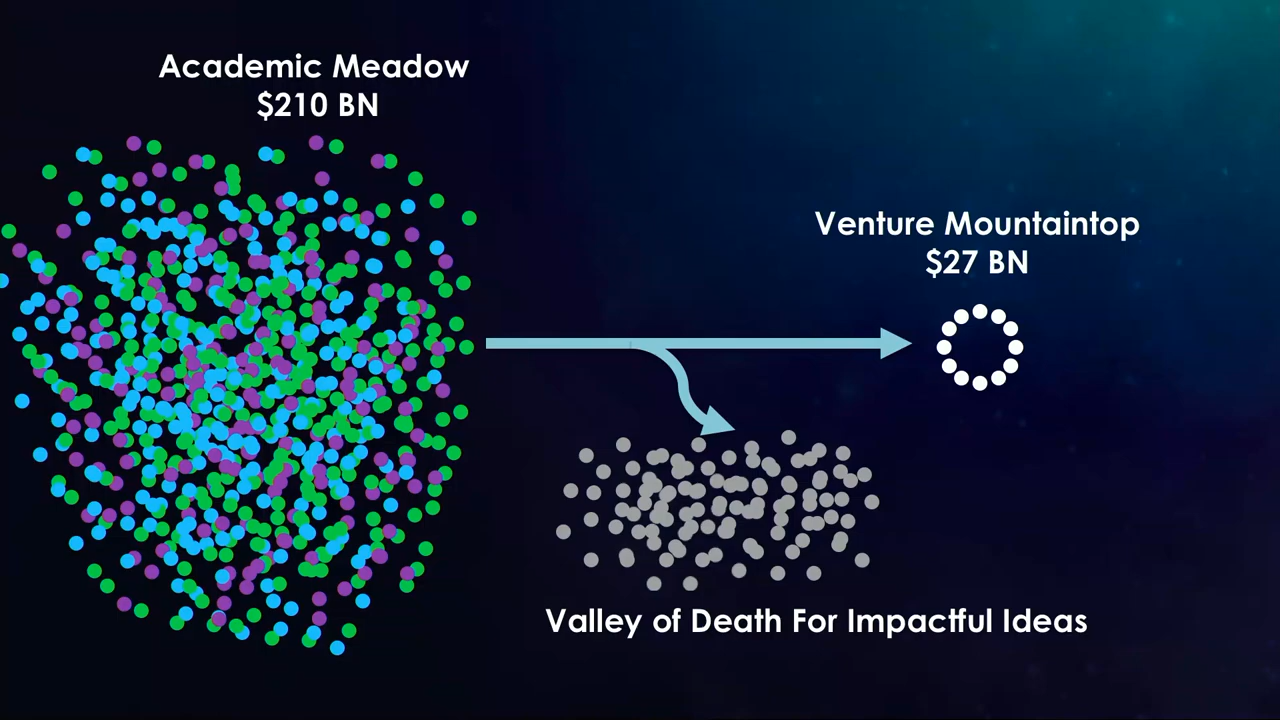 Academic Meadow
$210 BN
Venture Mountaintop
$27 BN
Valley of Death For Impactful Ideas